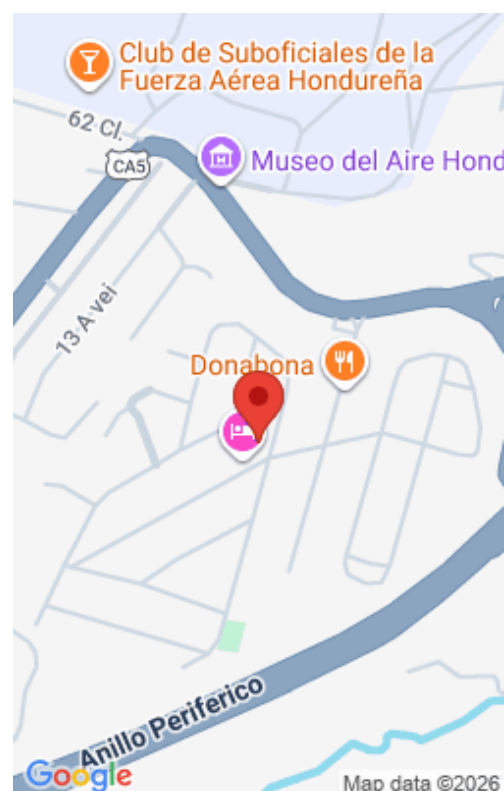 Club de Suboficiales de la
Fuerza Aérea Hondureña
62 Cl.
CA5
Museo del Aire Hond
13 A vei
Donabona
Anillo Periferico
Google
Map data ©2026